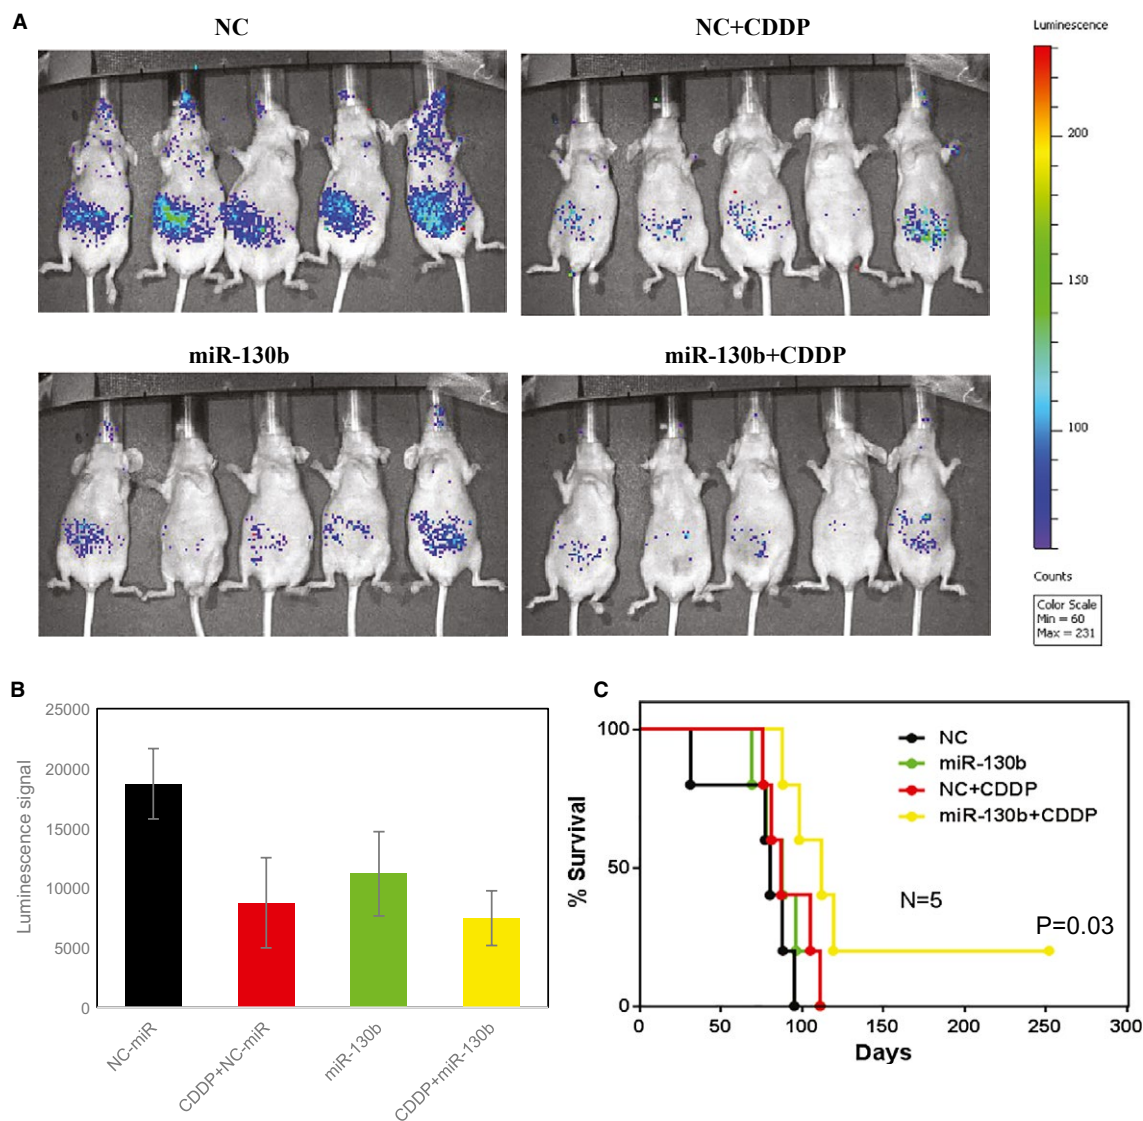 A
NC
NC+CDDP
Luminescence
200
150
100
Counts
Color Scale
Min = 60
Max = 231
miR-130b
miR-130b+CDDP
B
25000
20000
15000
10000
5000
0
Luminescence signal
NC-miR
CDDP+NC-miR
miR-130b
CDDP+miR-130b
C
100
50
0
% Survival
NC
miR-130b
NC+CDDP
miR-130b+CDDP
N=5
P=0.03
0 50 100 150 200 250 300
Days